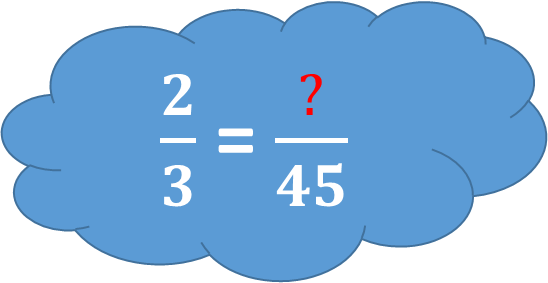 2/3 = ?/45